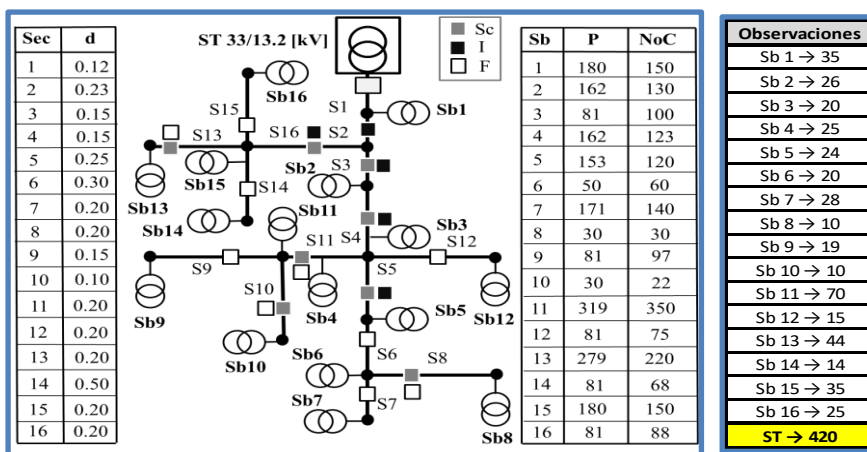 Sec d
1 0.12
2 0.23
3 0.15
4 0.15
5 0.25
6 0.30
7 0.20
8 0.20
9 0.15
10 0.10
11 0.20
12 0.20
13 0.20
14 0.50
15 0.20
16 0.20
ST 33/13.2 [kV]
Sc
I
F
Sb16
S15
S1
Sb1
S13
S16
S2
Sb2
S3
Sb15
S14
Sb11
Sb13
Sb14
Sb3
S4
S12
S11
S9
S5
S10
Sb9
Sb4
Sb5
Sb12
Sb10
Sb6
S6
S8
Sb7
S7
Sb8
Sb P NoC
1 180 150
2 162 130
3 81 100
4 162 123
5 153 120
6 50 60
7 171 140
8 30 30
9 81 97
10 30 22
11 319 350
12 81 75
13 279 220
14 81 68
15 180 150
16 81 88
Observaciones
Sb 1 → 35
Sb 2 → 26
Sb 3 → 20
Sb 4 → 25
Sb 5 → 24
Sb 6 → 20
Sb 7 → 28
Sb 8 → 10
Sb 9 → 19
Sb 10 → 10
Sb 11 → 70
Sb 12 → 15
Sb 13 → 44
Sb 14 → 14
Sb 15 → 35
Sb 16 → 25
ST → 420